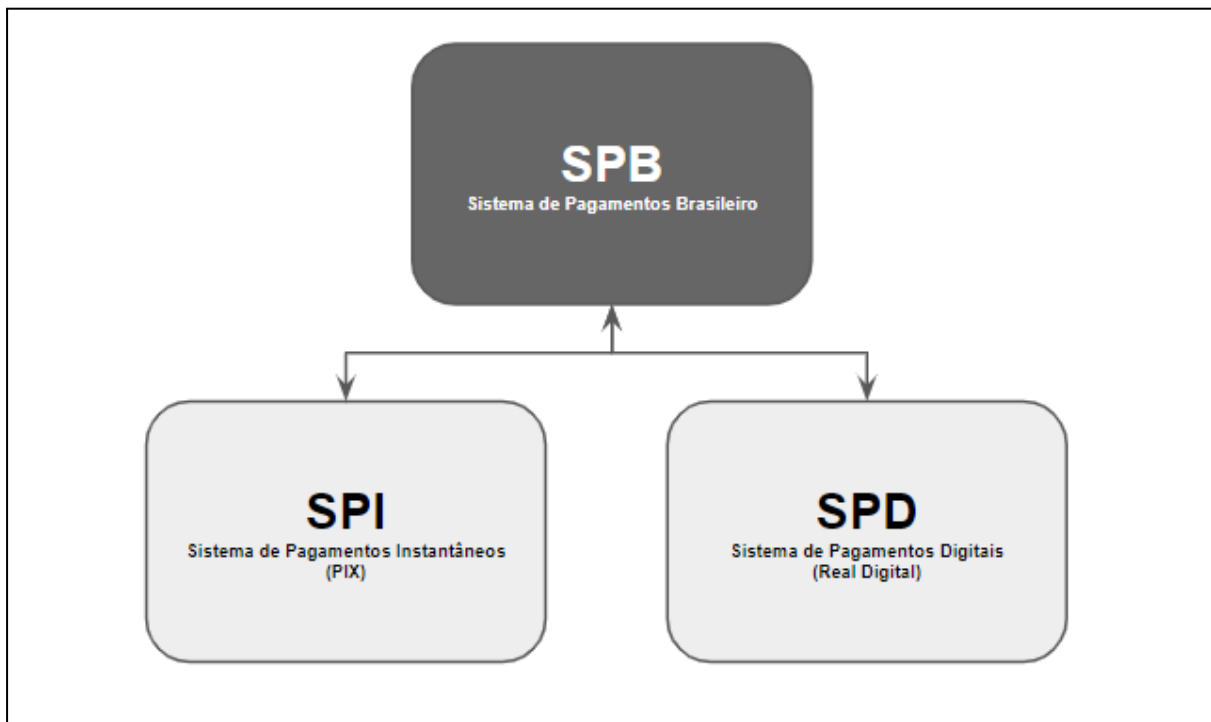 SPB
Sistema de Pagamentos Brasileiro
SPI
Sistema de Pagamentos Instantâneos
(PIX)
SPD
Sistema de Pagamentos Digitais
(Real Digital)